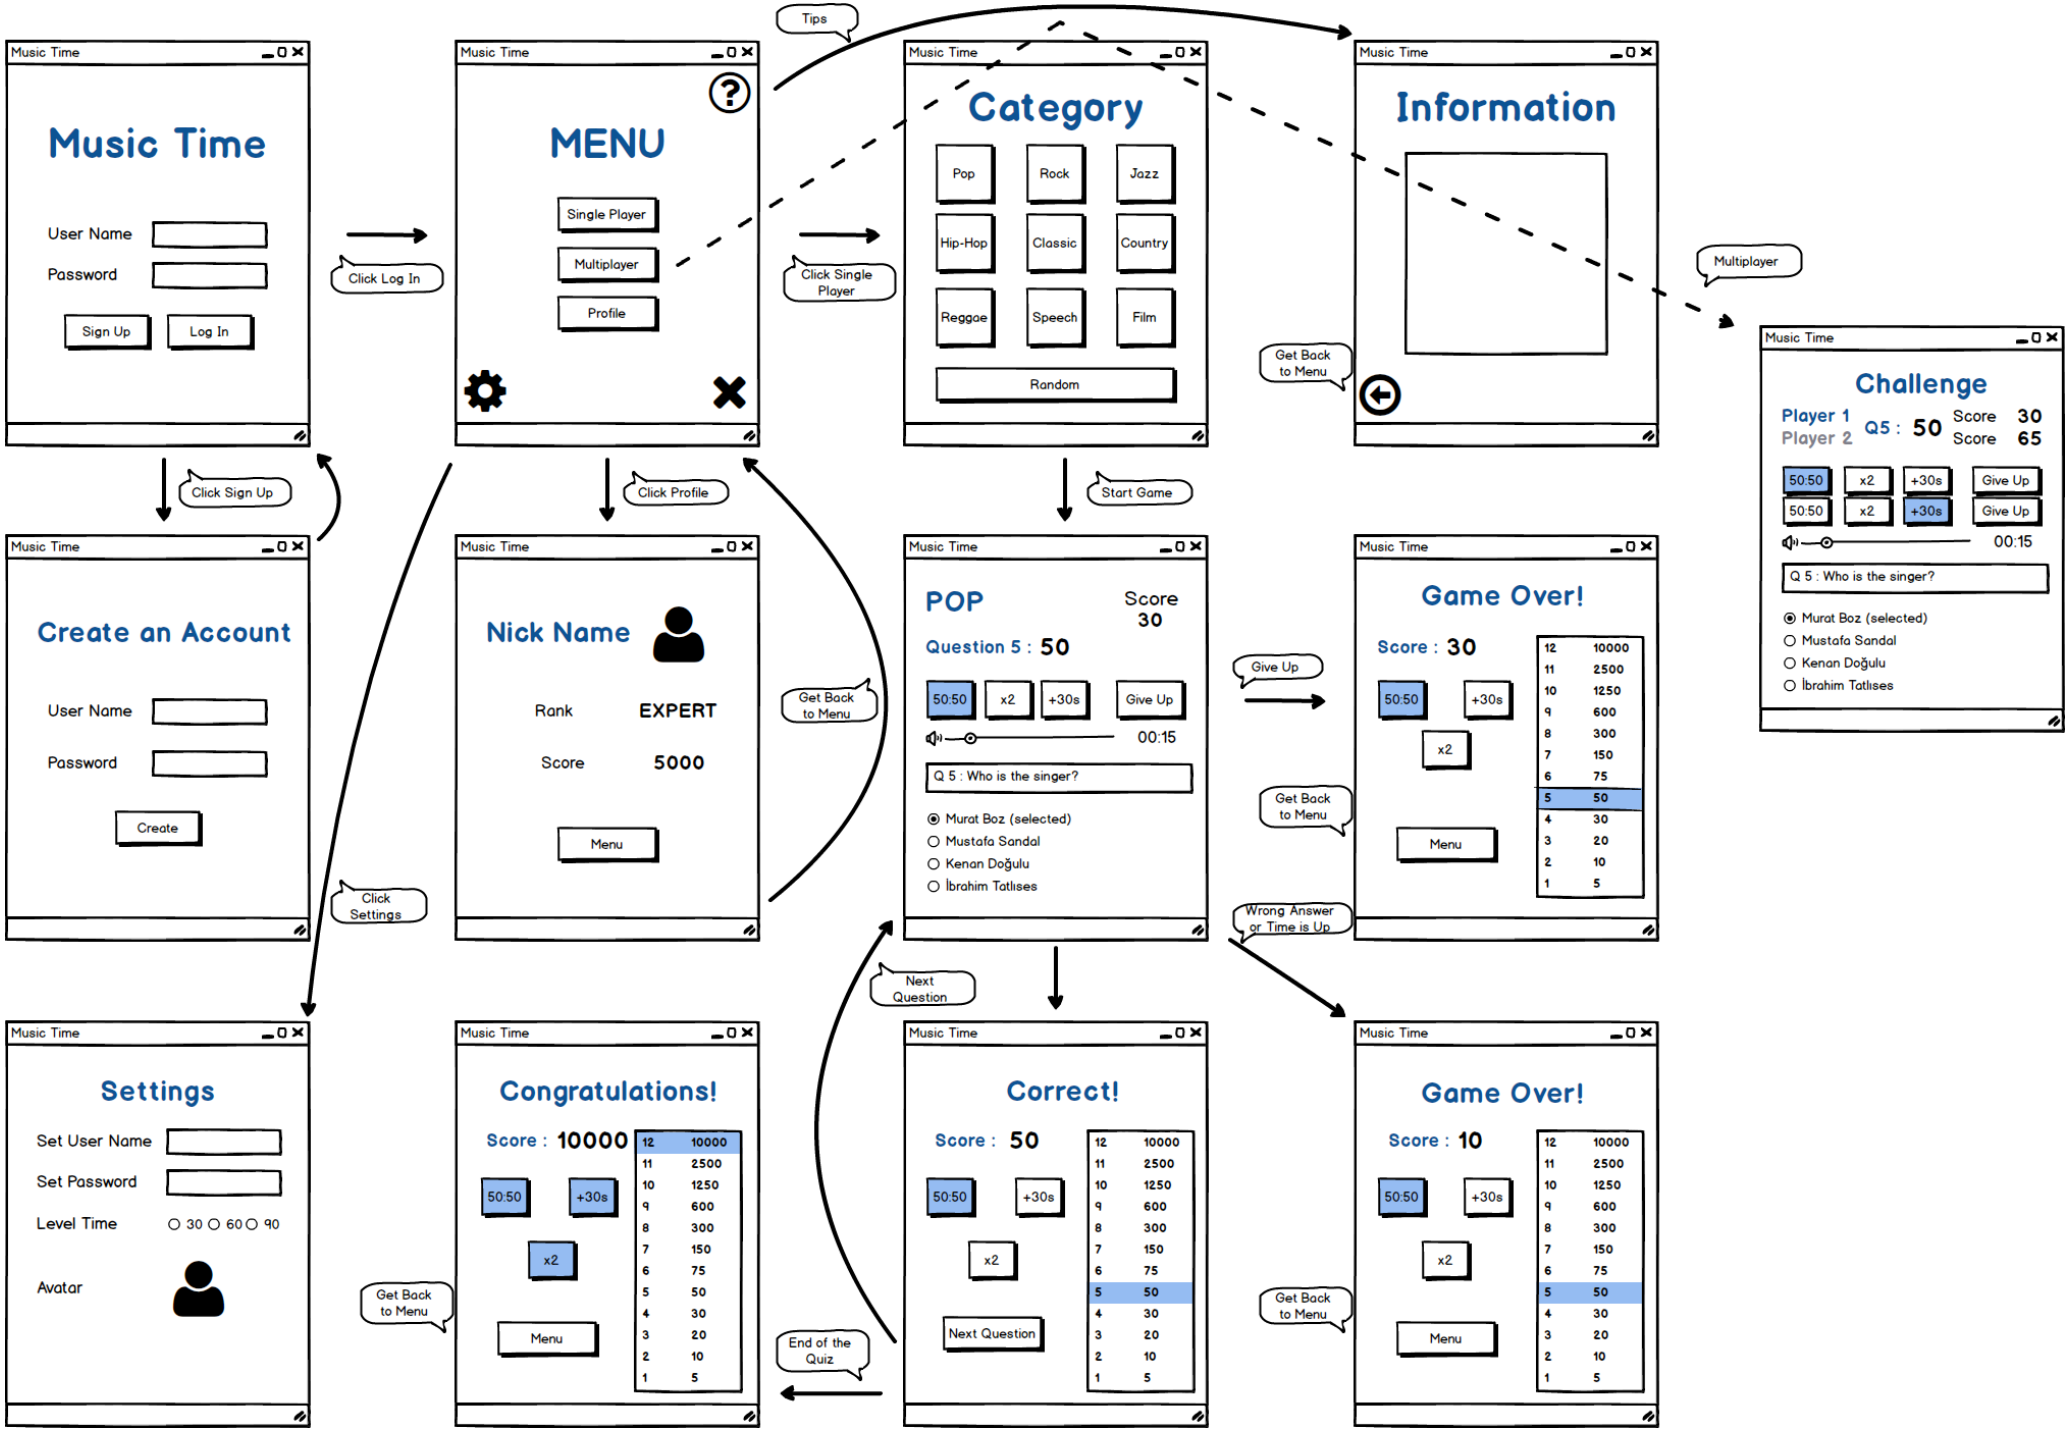 Tips
Music Time
Music Time
User Name
Password
Sign Up Log In
Click Log In
Music Time
?
MENU
Single Player
Multiplayer
Profile
Click Single
Player
Music Time
Category
Pop Rock Jazz
Hip-Hop Classic Country
Reggae Speech Film
Random
Music Time
Information
Get Back
to Menu
Multiplayer
Music Time
Challenge
Player 1 Q5 : 50 Score 30
Player 2 Score 65
50:50 x2 +30s Give Up
50:50 x2 +30s Give Up
00:15
Q 5 : Who is the singer?
Murat Boz (selected)
Mustafa Sandal
Kenan Doğulu
İbrahim Tatlıses
Click Sign Up
Click Profile
Start Game
Music Time
Create an Account
User Name
Password
Create
Click
Settings
Music Time
Nick Name
Rank EXPERT
Score 5000
Menu
Get Back
to Menu
Music Time
POP
Score
30
Question 5 : 50
50:50 x2 +30s Give Up
00:15
Q 5 : Who is the singer?
Murat Boz (selected)
Mustafa Sandal
Kenan Doğulu
İbrahim Tatlıses
Give Up
Music Time
Game Over!
Score : 30
50:50 +30s
x2
Get Back
to Menu
Menu
12 10000
11 2500
10 1250
9 600
8 300
7 150
6 75
5 50
4 30
3 20
2 10
1 5
Wrong Answer
or Time is Up
Next
Question
Music Time
Settings
Set User Name
Set Password
Level Time 30 60 90
Avatar
Music Time
Congratulations!
Score : 10000
50:50 +30s
x2
Get Back
to Menu
Menu
12 10000
11 2500
10 1250
9 600
8 300
7 150
6 75
5 50
4 30
3 20
2 10
1 5
End of the
Quiz
Music Time
Correct!
Score : 50
50:50 +30s
x2
Next Question
12 10000
11 2500
10 1250
9 600
8 300
7 150
6 75
5 50
4 30
3 20
2 10
1 5
Music Time
Game Over!
Score : 10
50:50 +30s
x2
Get Back
to Menu
Menu
12 10000
11 2500
10 1250
9 600
8 300
7 150
6 75
5 50
4 30
3 20
2 10
1 5